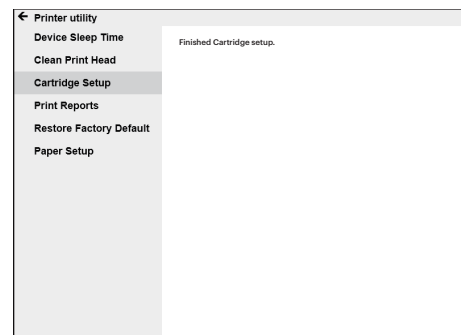 Printer utility
Device Sleep Time
Finished Cartridge setup.
Clean Print Head
Cartridge Setup
Print Reports
Restore Factory Default
Paper Setup